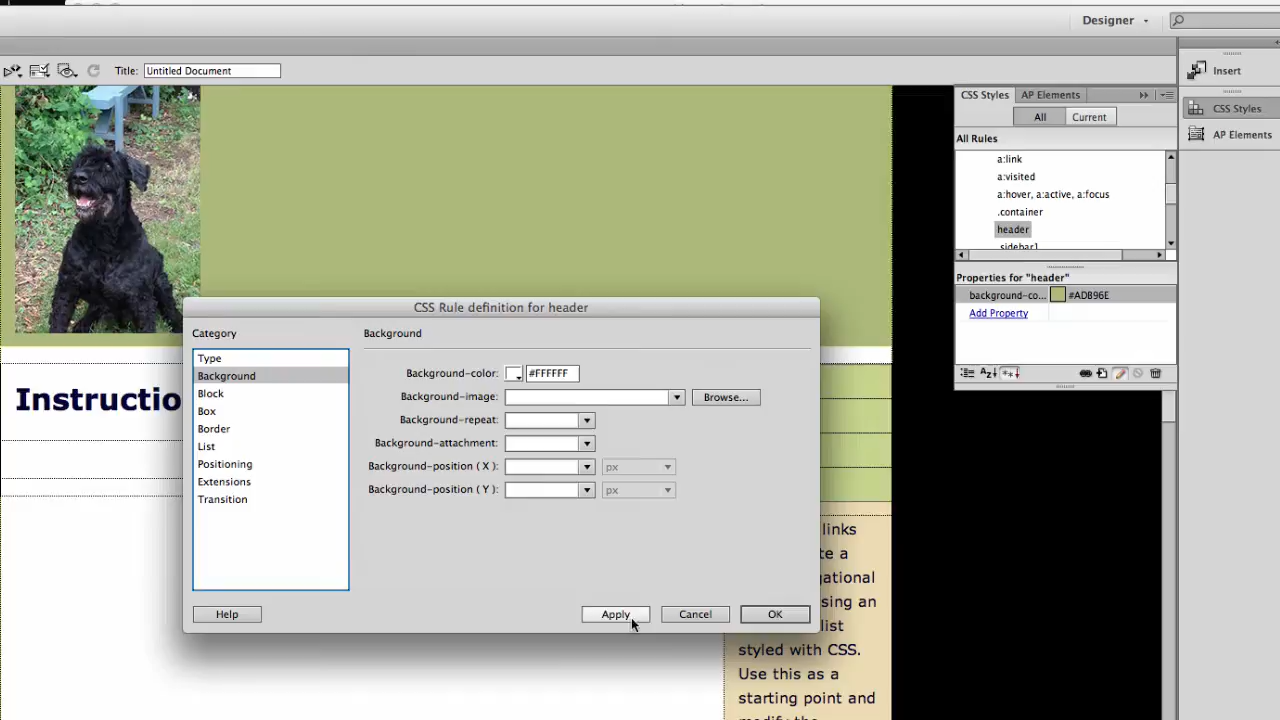 Designer
Title: Untitled Document
Insert
CSS Styles
AP Elements
CSS Styles
AP Elements
All
Current
All Rules
a:link
a:visited
a:hover, a:active, a:focus
.container
header
.sidebar1
Properties for "header"
background-co... #ADB96E
Add Property
CSS Rule definition for header
Category
Type
Background
Block
Box
Border
List
Positioning
Extensions
Transition
Background
Background-color: #FFFFFF
Background-image: Browse...
Background-repeat:
Background-attachment:
Background-position ( X ): px
Background-position ( Y ): px
Help
Apply
Cancel
OK
Instructio
links
te a
gational
sing an
list
styled with CSS.
Use this as a
starting point and
modify the